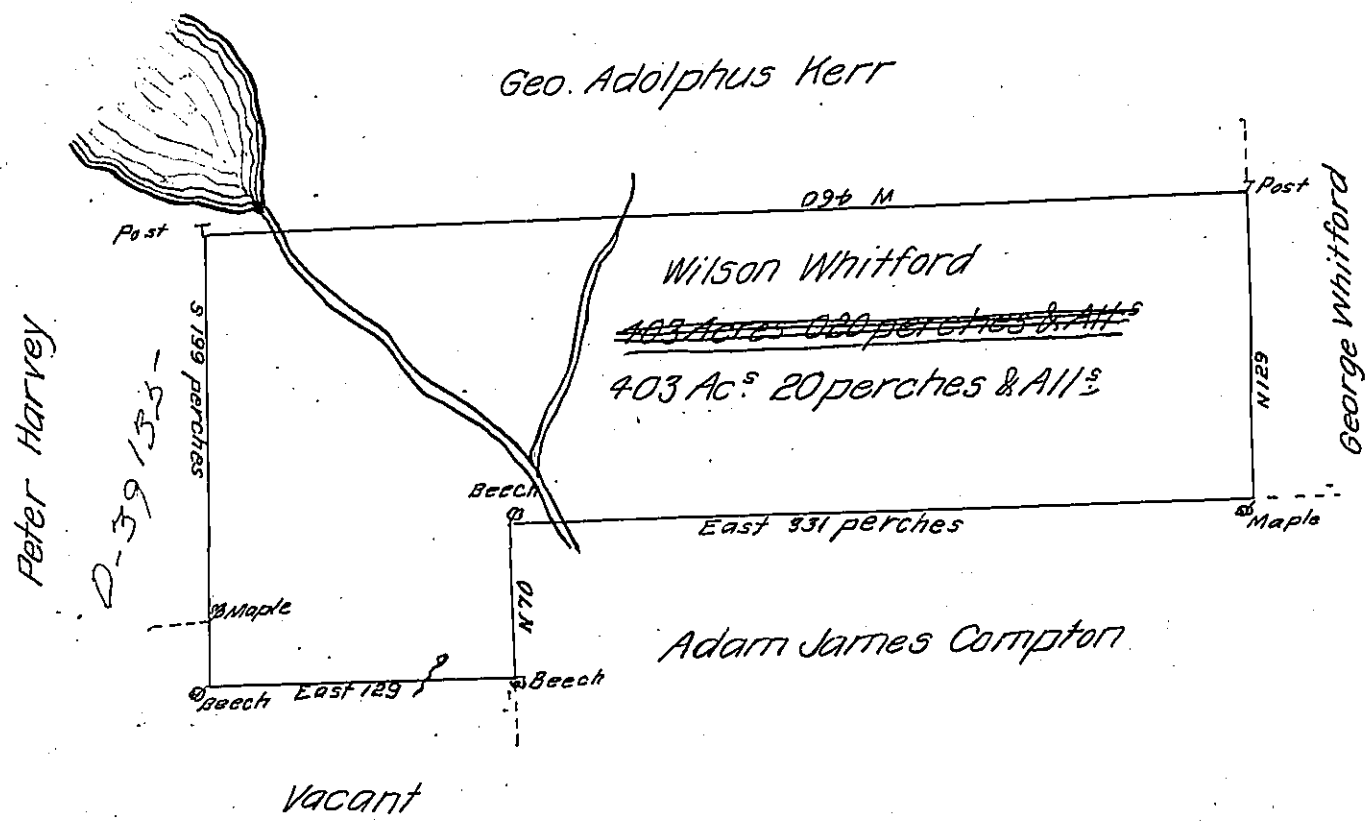 Geo. Adolphus Kerr
W 460
Post
Post
Wilson Whitford
403 Acres 020 perches & All.s
403 Ac.s 20 perches & All.s
S 199 perches
N129
George Whitford
Peter Harvey
D-39 135-
Beech
East 331 perches
Maple
Maple
N70
Adam James Compton
Beech
East 129 p
Beech
Vacant